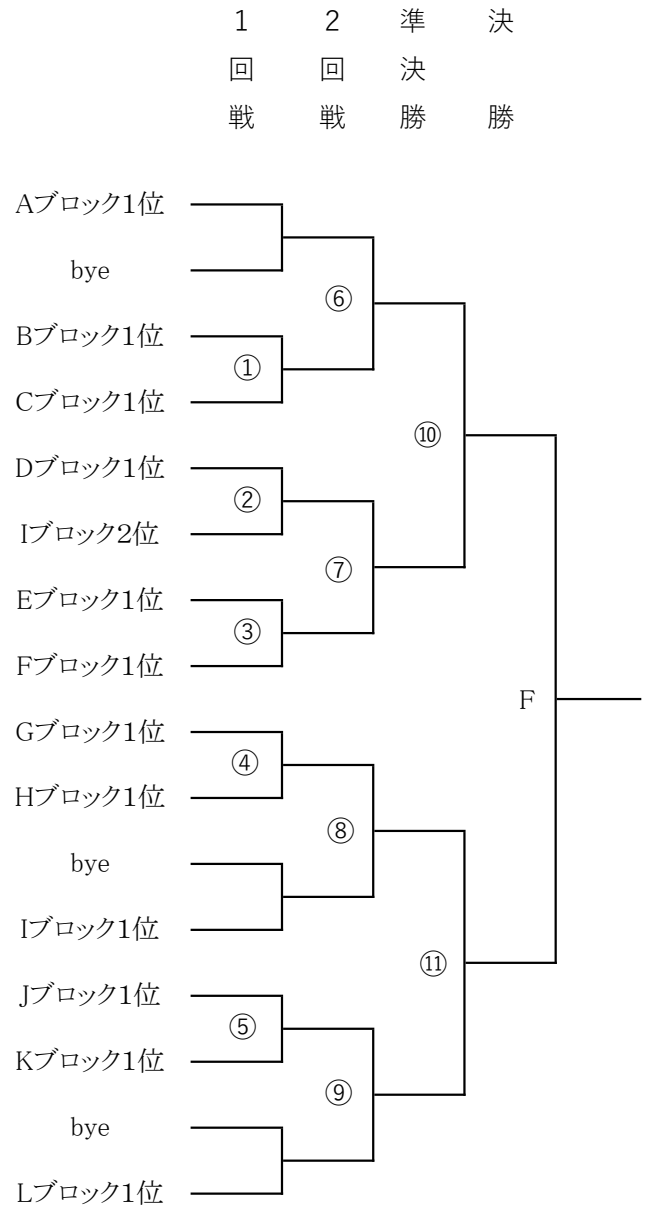 1回戦
2回戦
準決勝
決勝
Aブロック1位
bye
⑥
Bブロック1位
①
Cブロック1位
⑩
Dブロック1位
②
Iブロック2位
⑦
Eブロック1位
③
Fブロック1位
F
Gブロック1位
④
Hブロック1位
⑧
bye
Iブロック1位
⑪
Jブロック1位
⑤
Kブロック1位
⑨
bye
Lブロック1位